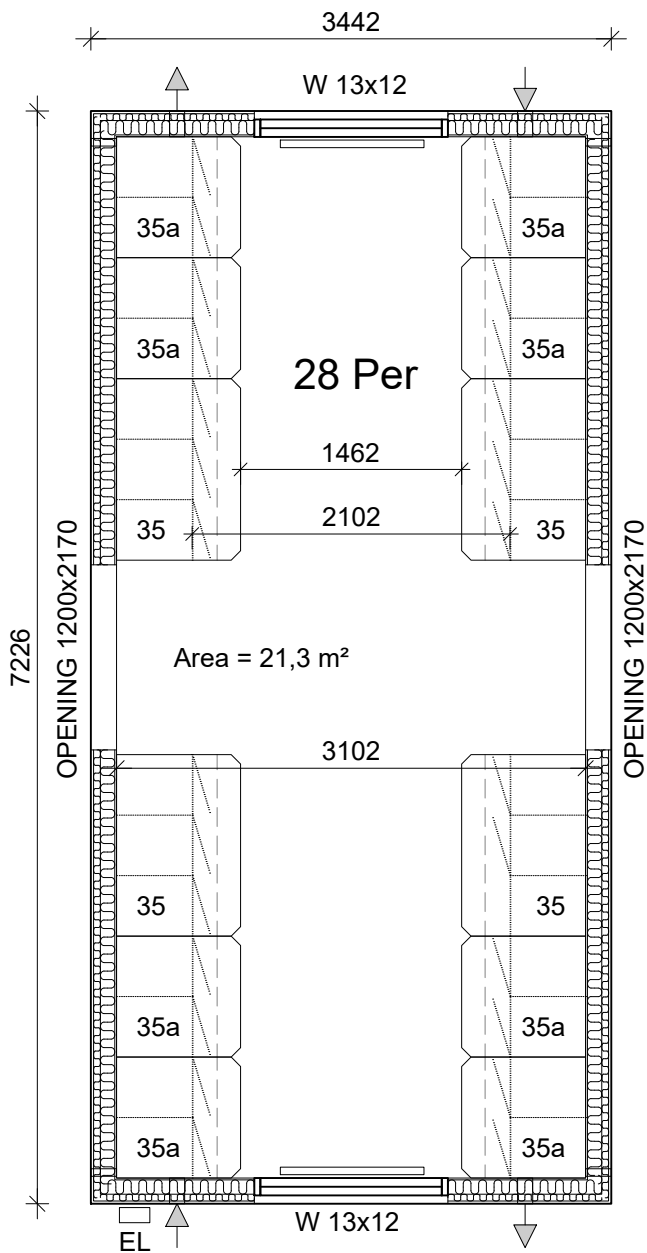 3442
W 13x12
35a
35a
35a
35a
28 Per
1462
2102
35
35
OPENING 1200x2170
7226
Area = 21,3 m²
OPENING 1200x2170
3102
35
35
35a
35a
35a
35a
W 13x12
EL